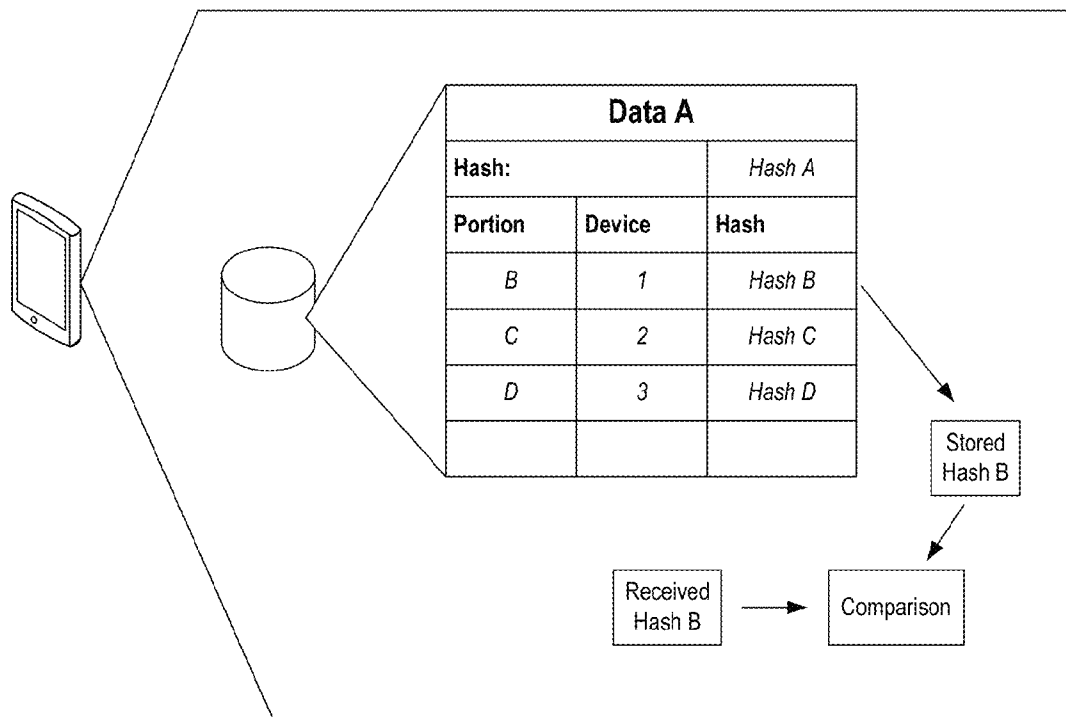 Data A
Hash: Hash A
Portion Device Hash
B 1 Hash B
C 2 Hash C
D 3 Hash D
Stored
Hash B
Received
Hash B
Comparison